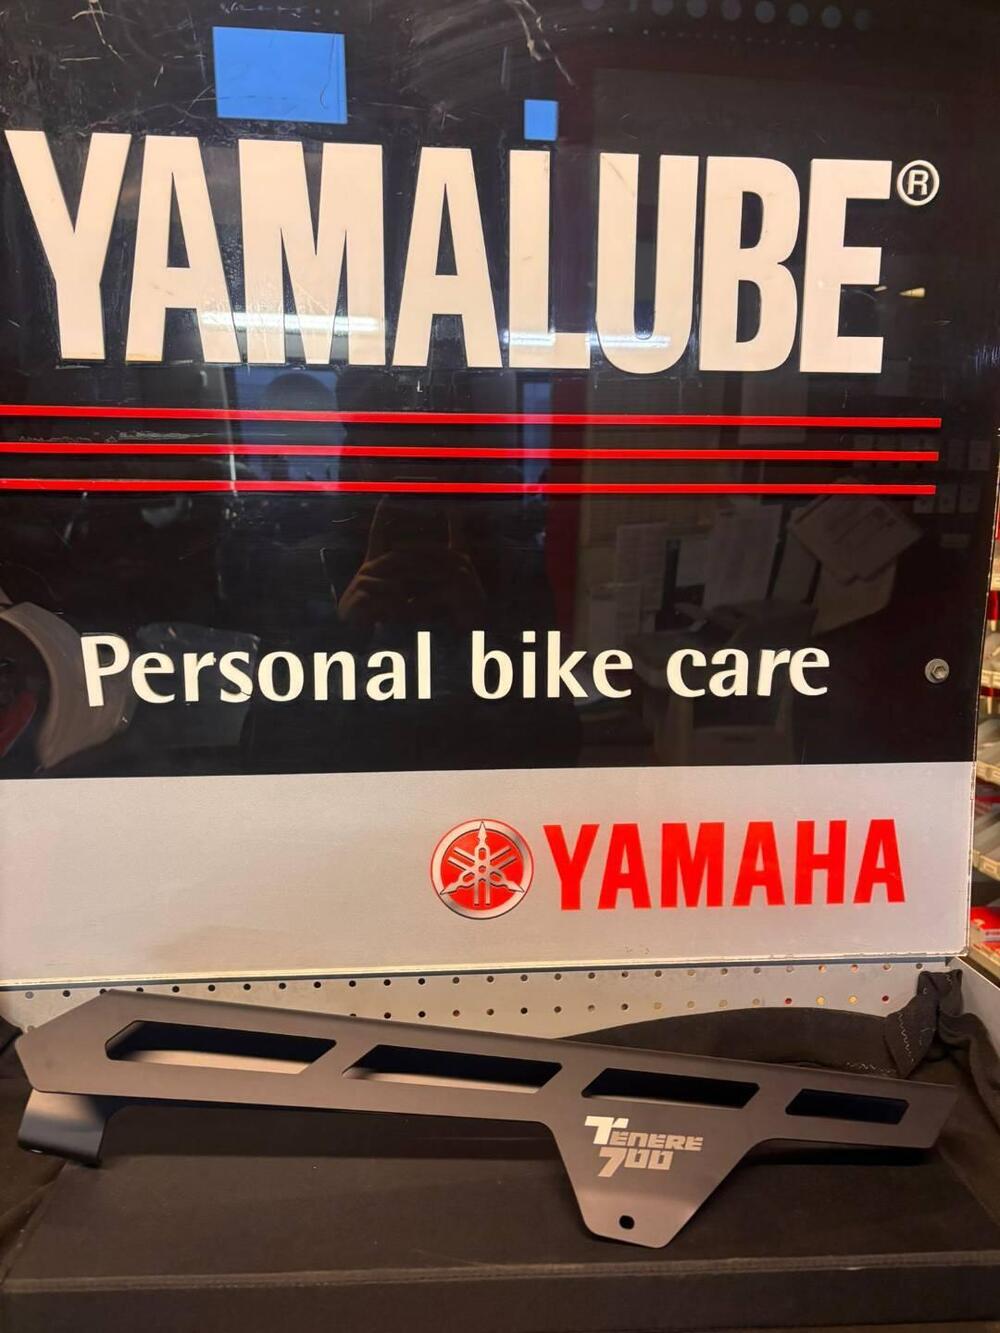 YAMALUBE®
Personal bike care
YAMAHA
TENERE
700